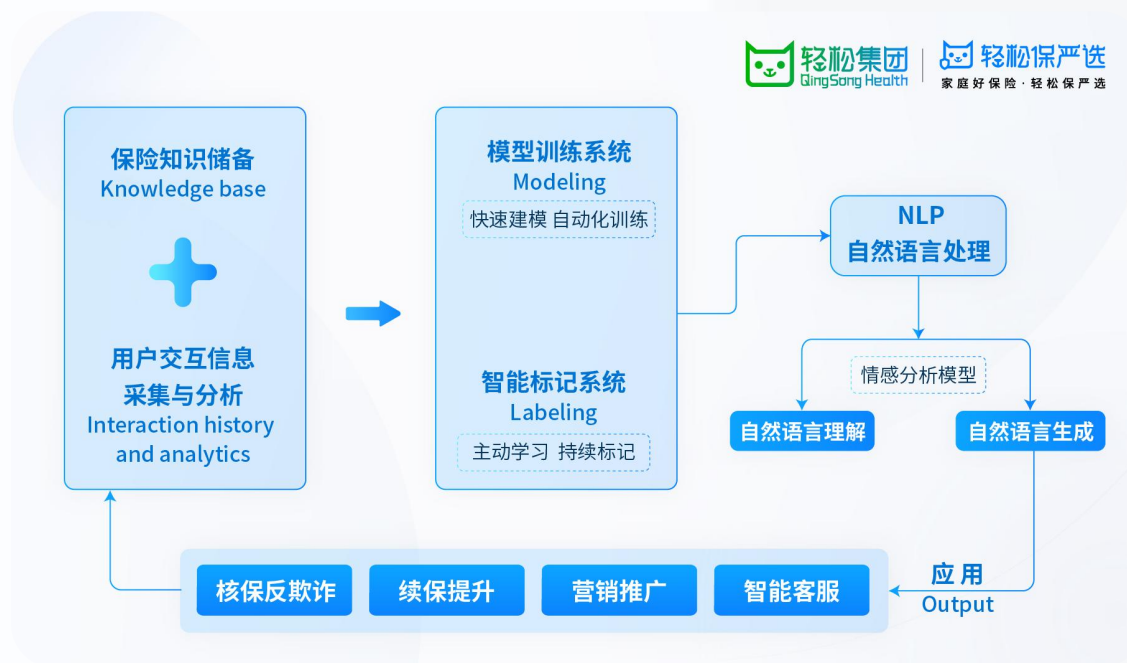 轻松集团
QingSong Health
轻松保严选
家庭好保险·轻松保严选
保险知识储备
Knowledge base
用户交互信息
采集与分析
Interaction history
and analytics
模型训练系统
Modeling
快速建模 自动化训练
智能标记系统
Labeling
主动学习 持续标记
NLP
自然语言处理
情感分析模型
自然语言理解
自然语言生成
核保反欺诈
续保提升
营销推广
智能客服
应用
Output